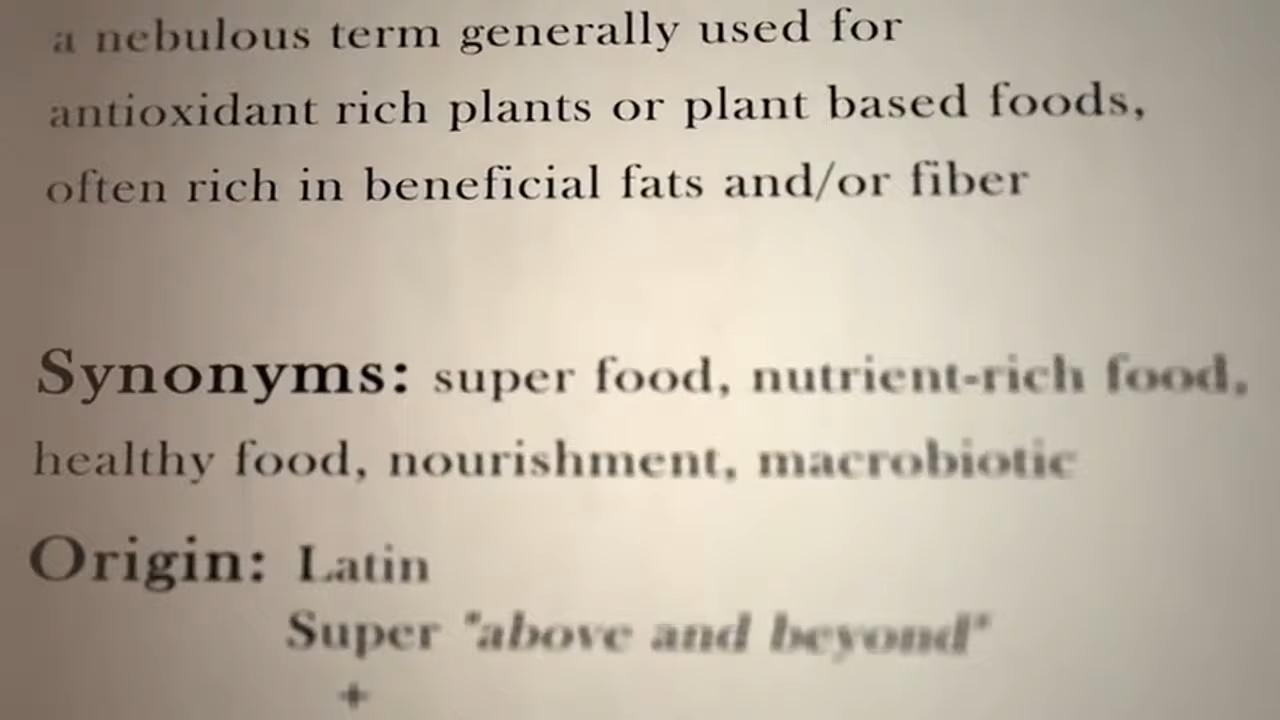 a nebulous term generally used for
antioxidant rich plants or plant based foods,
often rich in beneficial fats and/or fiber
Synonyms: super food, nutrient-rich food,
healthy food, nourishment, macrobiotic
Origin: Latin
Super "above and beyond"
+